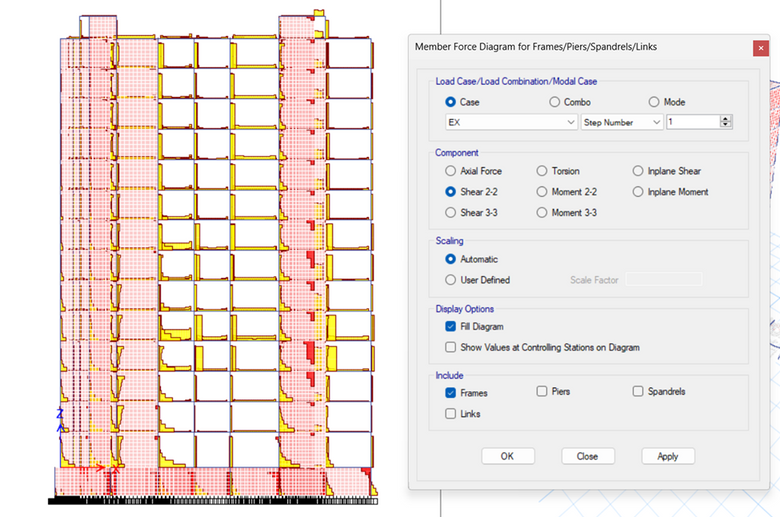 Member Force Diagram for Frames/Piers/Spandrels/Links
Load Case/Load Combination/Modal Case
Case Combo Mode
EX Step Number 1
Component
Axial Force Torsion Inplane Shear
Shear 2-2 Moment 2-2 Inplane Moment
Shear 3-3 Moment 3-3
Scaling
Automatic
User Defined Scale Factor
Display Options
Fill Diagram
Show Values at Controlling Stations on Diagram
Include
Frames Piers Spandrels
Links
OK Close Apply
Z